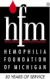 hfm
HEMOPHILIA
FOUNDATION
OF MICHIGAN
50 YEARS OF SERVICE